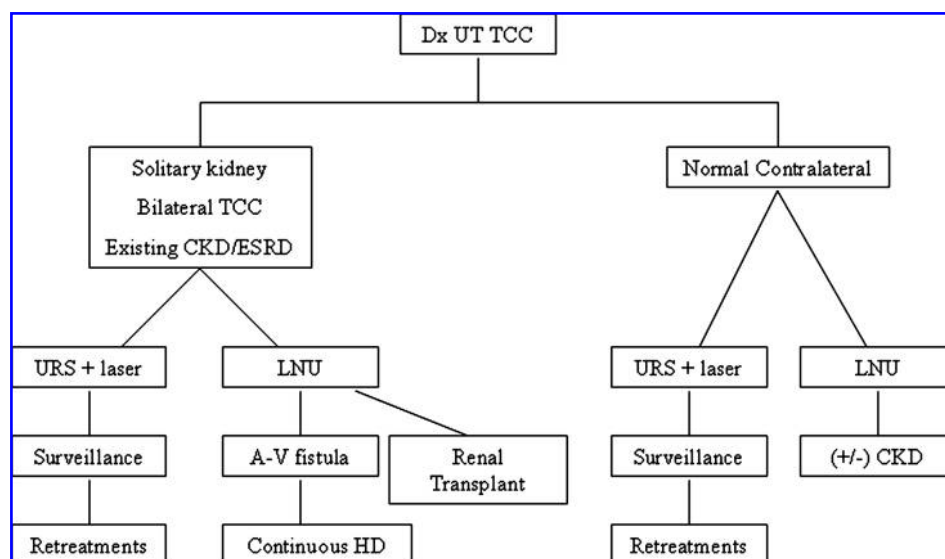 Dx UT TCC
Solitary kidney
Bilateral TCC
Existing CKD/ESRD
Normal Contralateral
URS + laser
LNU
URS + laser
LNU
Surveillance
A-V fistula
Renal
Transplant
Surveillance
(+/-) CKD
Retreatments
Continuous HD
Retreatments